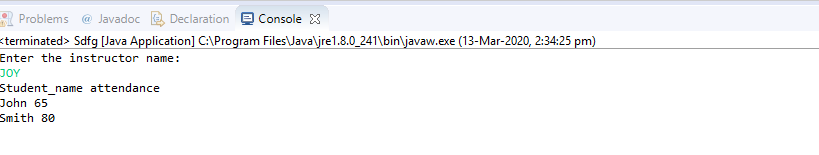 Problems @ Javadoc Declaration Console
<terminated> Sdfg [Java Application] C:\Program Files\Java\jre1.8.0_241\bin\javaw.exe (13-Mar-2020, 2:34:25 pm)
Enter the instructor name:
JOY
Student_name attendance
John 65
Smith 80